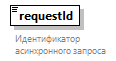 requestId
Идентификатор
асинхронного запроса